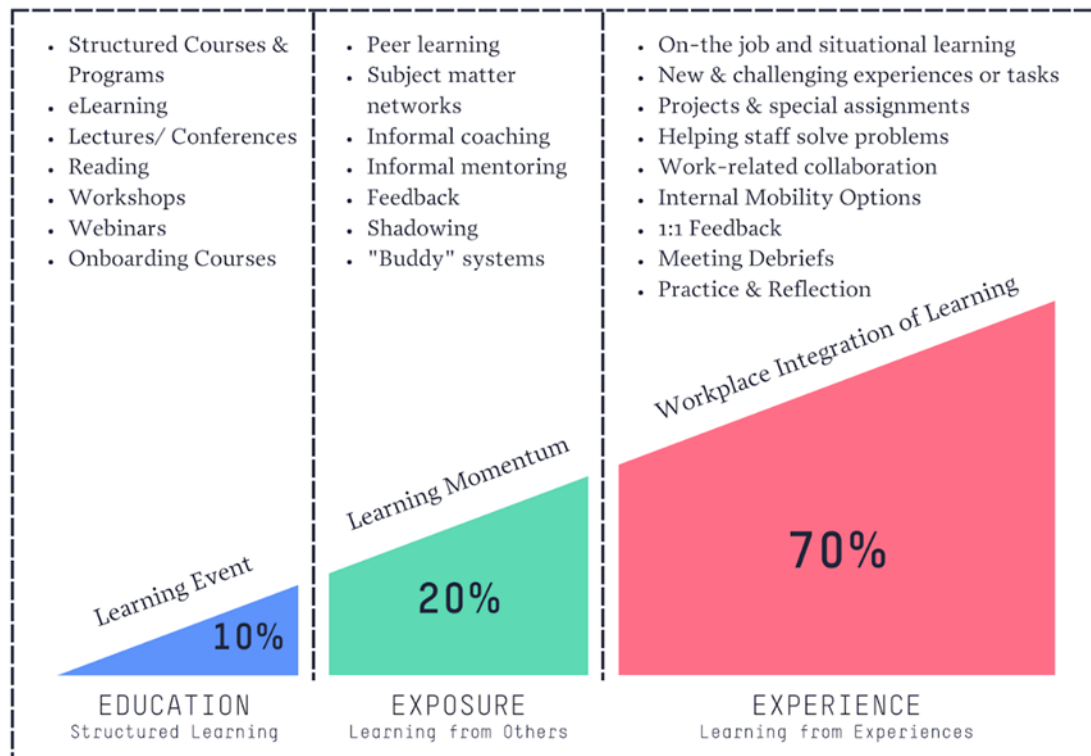 • Structured Courses &
Programs
• eLearning
• Lectures/ Conferences
• Reading
• Workshops
• Webinars
• Onboarding Courses
• Peer learning
• Subject matter
networks
• Informal coaching
• Informal mentoring
• Feedback
• Shadowing
• "Buddy" systems
• On-the job and situational learning
• New & challenging experiences or tasks
• Projects & special assignments
• Helping staff solve problems
• Work-related collaboration
• Internal Mobility Options
• 1:1 Feedback
• Meeting Debriefs
• Practice & Reflection
Learning Event
10%
Learning Momentum
20%
Workplace Integration of Learning
70%
EDUCATION
Structured Learning
EXPOSURE
Learning from Others
EXPERIENCE
Learning from Experiences